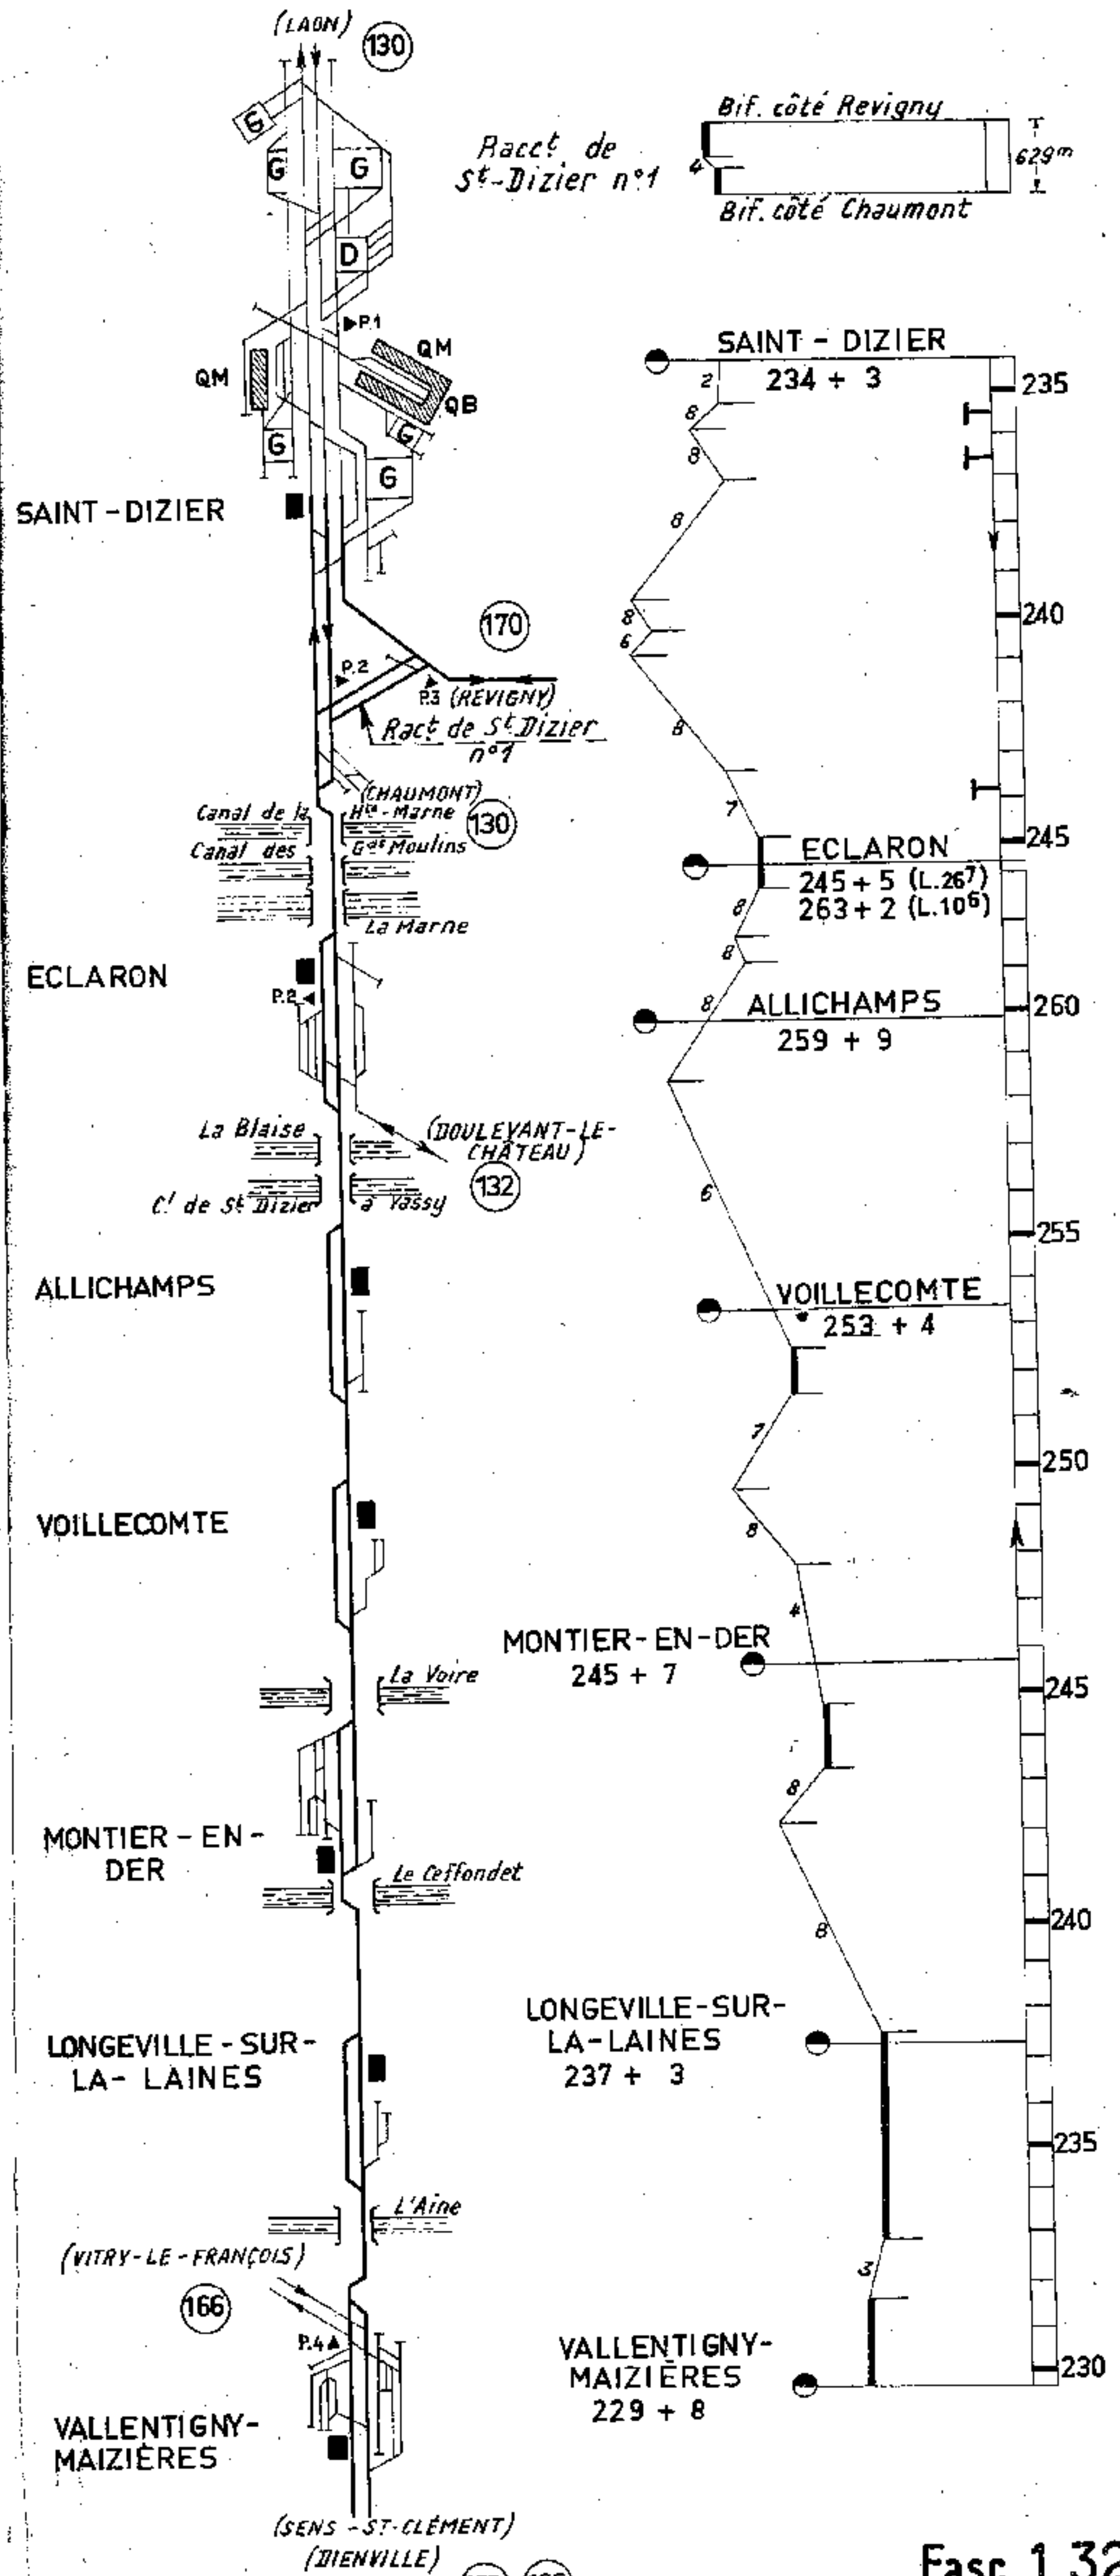 (LAON)
130
G
G
G
D
P.1
QM
QM
QB
G
G
G
SAINT-DIZIER
170
P.2
P.3 (REVIGNY)
Ract de St Dizier
n°1
(CHAUMONT)
130
Canal de la Hte-Marne
Canal des Gds Moulins
La Marne
ECLARON
P.2
La Blaise
(DOULEVANT-LE-
CHÂTEAU)
132
Cl de St Dizier à Vassy
ALLICHAMPS
VOILLECOMTE
La Voire
MONTIER-EN-
DER
Le Ceffondet
LONGEVILLE-SUR-
LA-LAINES
L'Aine
(VITRY-LE-FRANÇOIS)
166
P.4
VALLENTIGNY-
MAIZIÈRES
(SENS-ST-CLÉMENT)
(DIENVILLE)
Racct de
St-Dizier n°1
Bif. côté Revigny
4
629m
Bif. côté Chaumont
SAINT-DIZIER
234 + 3
2
235
8
8
8
8
6
240
8
7
245
ECLARON
245 + 5 (L.26⁷)
263 + 2 (L.10⁶)
8
8
8
ALLICHAMPS
259 + 9
260
6
255
VOILLECOMTE
253 + 4
7
250
8
4
MONTIER-EN-DER
245 + 7
245
8
240
8
LONGEVILLE-SUR-
LA-LAINES
237 + 3
235
3
VALLENTIGNY-
MAIZIÈRES
229 + 8
230
Fasc 1 32